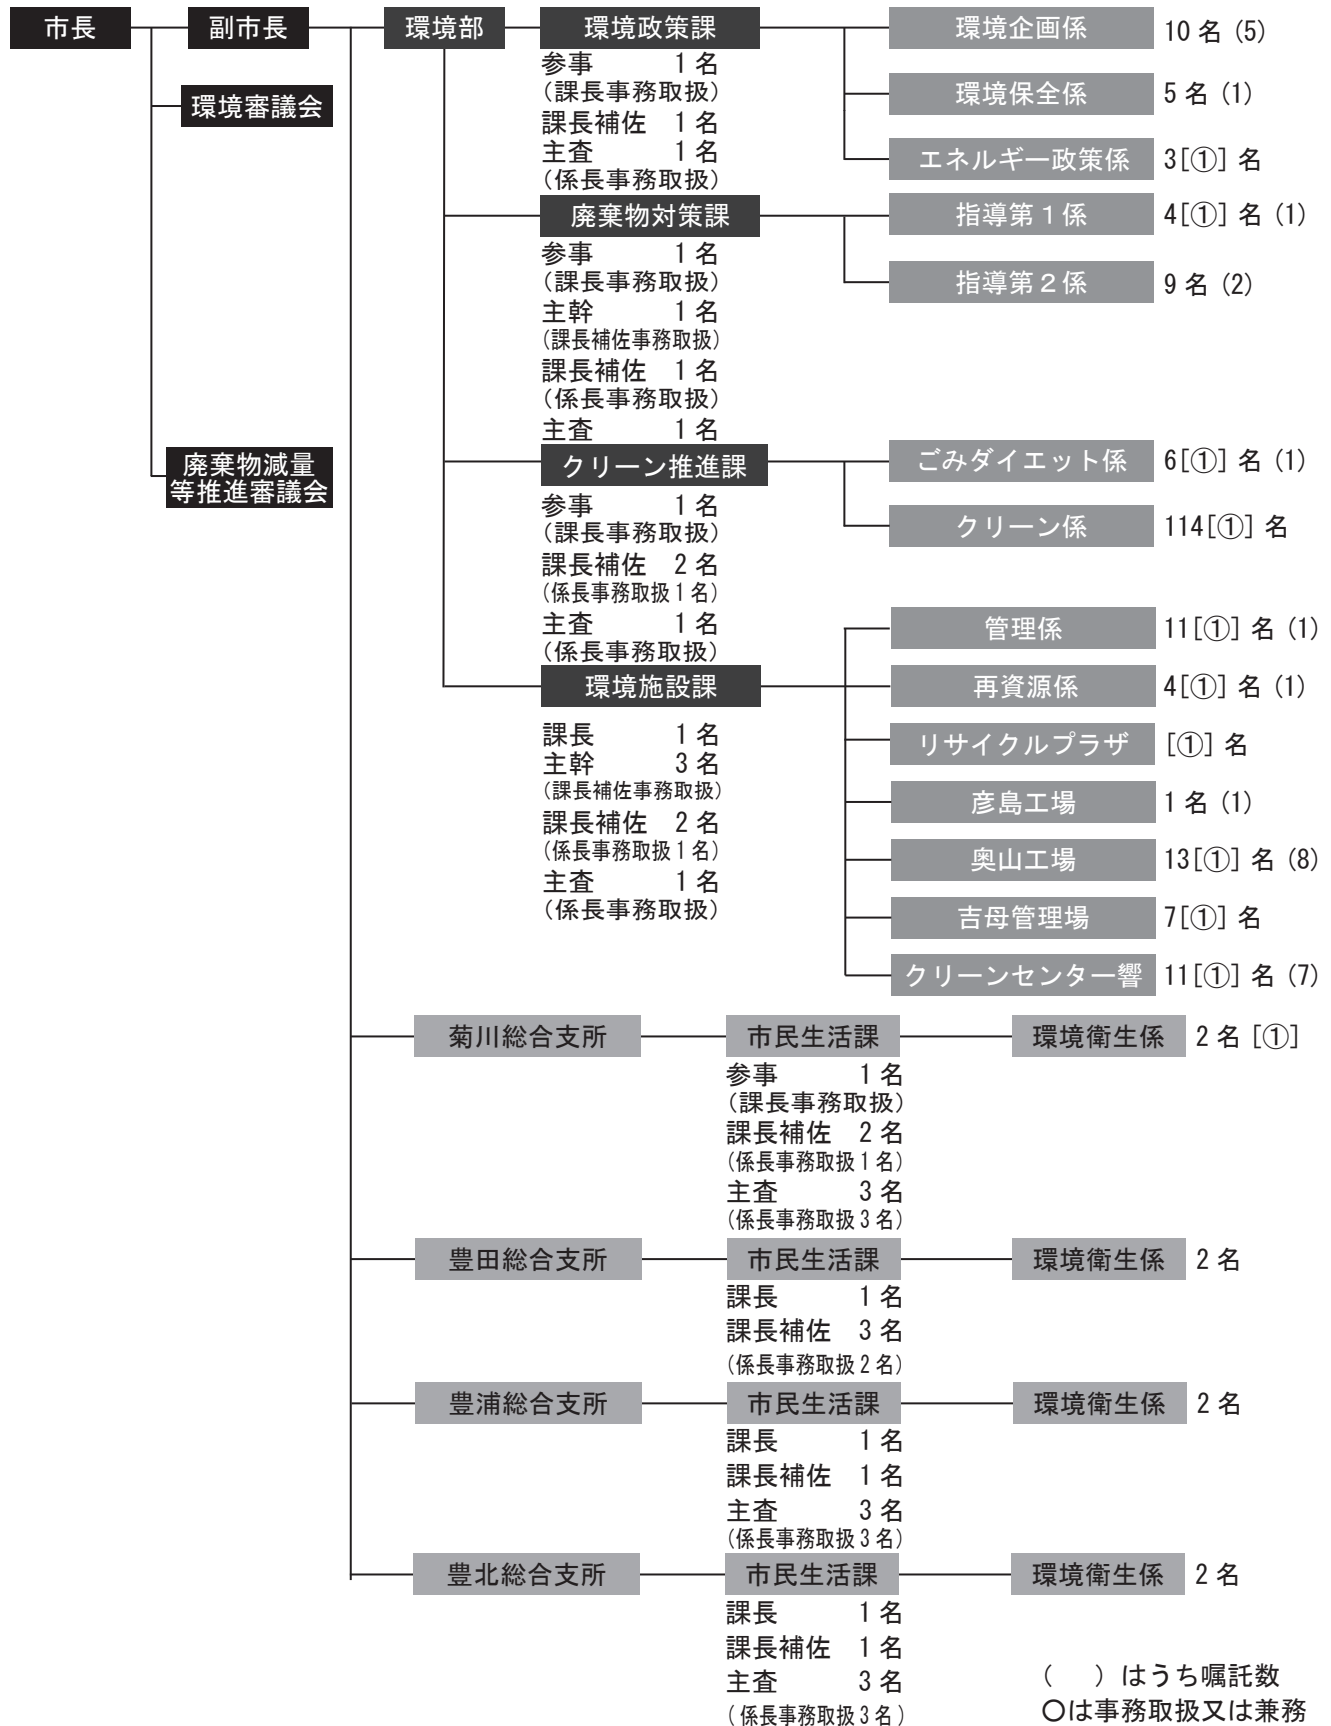 市長
副市長
環境部
環境政策課
環境企画係
10名(5)
参事 1名
(課長事務取扱)
課長補佐 1名
主査 1名
(係長事務取扱)
環境審議会
環境保全係
5名(1)
エネルギー政策係
3[①]名
廃棄物対策課
指導第1係
4[①]名(1)
参事 1名
(課長事務取扱)
主幹 1名
(課長補佐事務取扱)
課長補佐 1名
(係長事務取扱)
主査 1名
指導第2係
9名(2)
廃棄物減量
等推進審議会
クリーン推進課
ごみダイエット係
6[①]名(1)
参事 1名
(課長事務取扱)
課長補佐 2名
(係長事務取扱1名)
主査 1名
(係長事務取扱)
クリーン係
114[①]名
環境施設課
課長 1名
主幹 3名
(課長補佐事務取扱)
課長補佐 2名
(係長事務取扱1名)
主査 1名
(係長事務取扱)
管理係
11[①]名(1)
再資源係
4[①]名(1)
リサイクルプラザ
[①]名
彦島工場
1名(1)
奥山工場
13[①]名(8)
吉母管理場
7[①]名
クリーンセンター響
11[①]名(7)
菊川総合支所
市民生活課
環境衛生係
2名[①]
参事 1名
(課長事務取扱)
課長補佐 2名
(係長事務取扱1名)
主査 3名
(係長事務取扱3名)
豊田総合支所
市民生活課
環境衛生係
2名
課長 1名
課長補佐 3名
(係長事務取扱2名)
豊浦総合支所
市民生活課
環境衛生係
2名
課長 1名
課長補佐 1名
主査 3名
(係長事務取扱3名)
豊北総合支所
市民生活課
環境衛生係
2名
課長 1名
課長補佐 1名
主査 3名
(係長事務取扱3名)
( )はうち嘱託数
○は事務取扱又は兼務